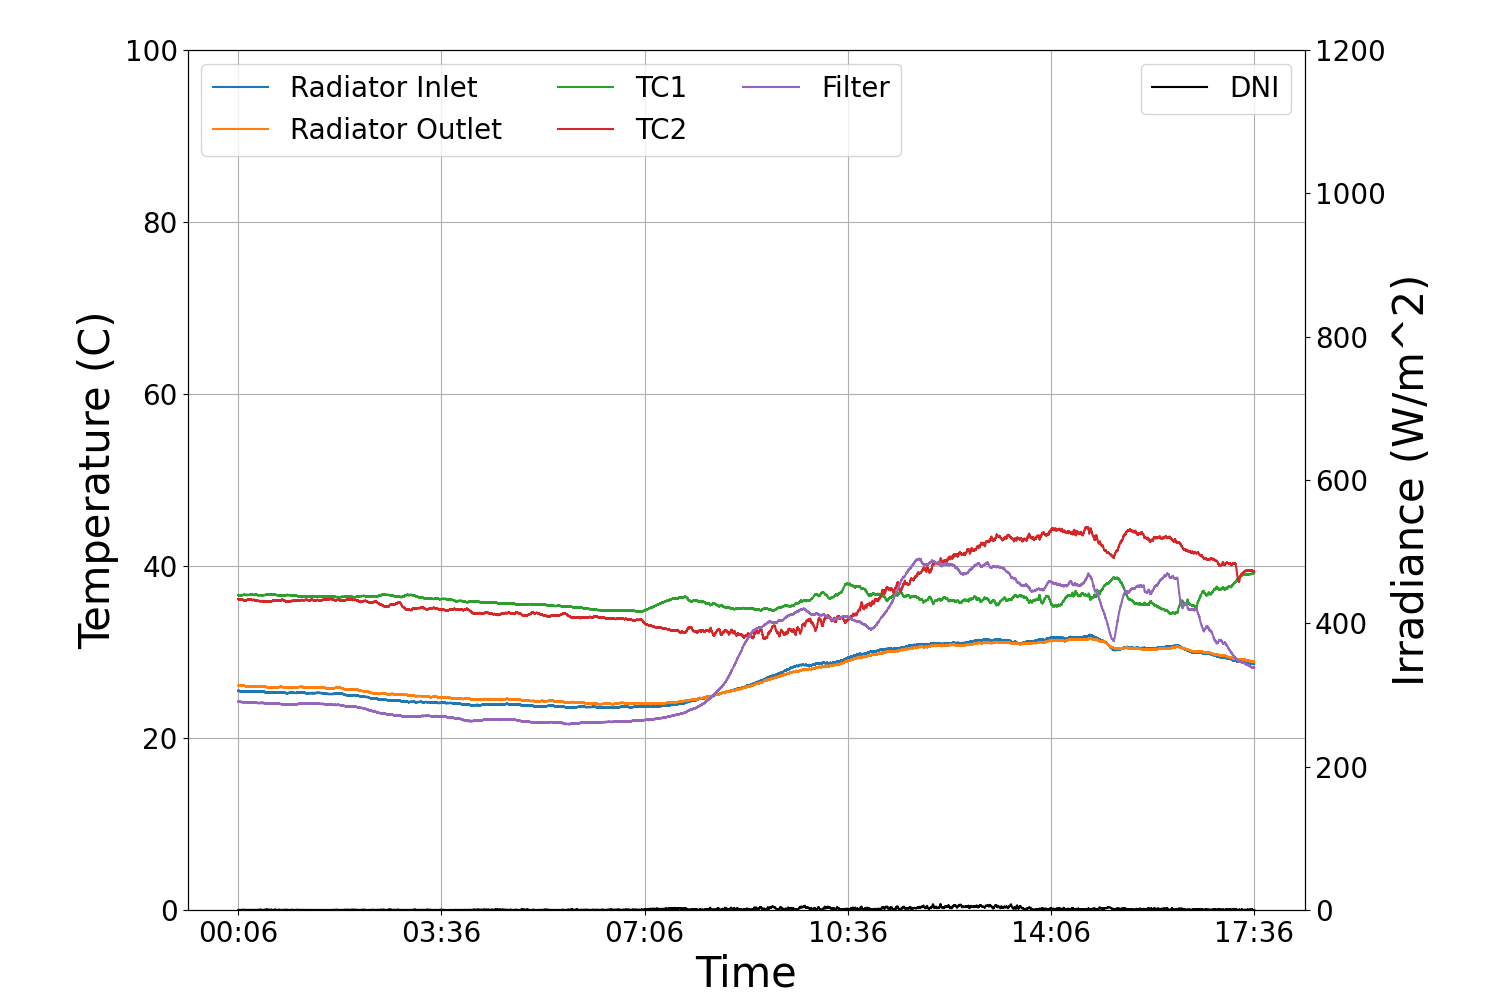 100
80
60
40
20
0
Temperature (C)
Radiator Inlet
Radiator Outlet
TC1
TC2
Filter
DNI
1200
1000
800
600
400
200
0
Irradiance (W/m^2)
00:06 03:36 07:06 10:36 14:06 17:36
Time